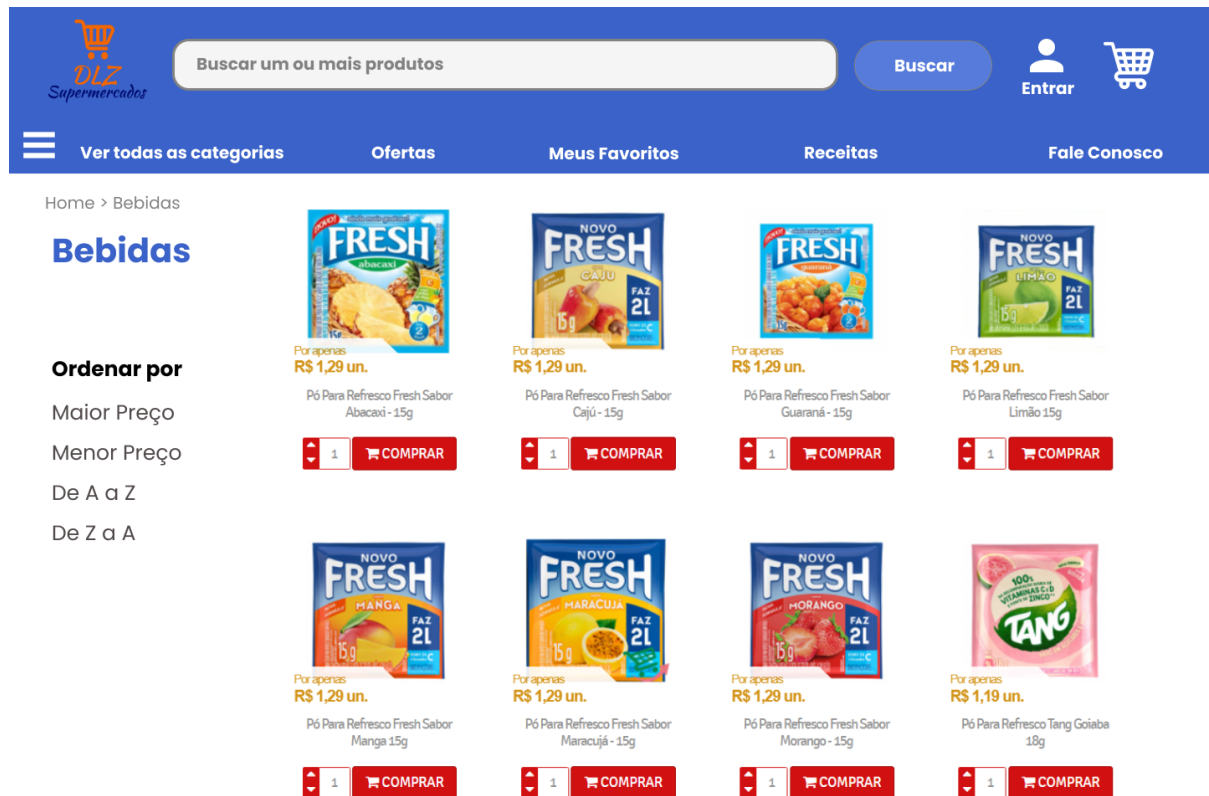 DLZ
Supermercados
Buscar um ou mais produtos
Buscar
Entrar
Ver todas as categorias
Ofertas
Meus Favoritos
Receitas
Fale Conosco
Home > Bebidas
Bebidas
Ordenar por
Maior Preço
Menor Preço
De A a Z
De Z a A
NOVO!
FRESH
abacaxi
2
15g
Por apenas
R$ 1,29 un.
Pó Para Refresco Fresh Sabor
Abacaxi - 15g
1
COMPRAR
NOVO
FRESH
CAJU
FAZ
2L
15g
Por apenas
R$ 1,29 un.
Pó Para Refresco Fresh Sabor
Cajú - 15g
1
COMPRAR
FRESH
guaraná
2
Por apenas
R$ 1,29 un.
Pó Para Refresco Fresh Sabor
Guaraná - 15g
1
COMPRAR
NOVO
FRESH
LIMÃO
FAZ
2L
15g
Por apenas
R$ 1,29 un.
Pó Para Refresco Fresh Sabor
Limão 15g
1
COMPRAR
NOVO
FRESH
MANGA
FAZ
2L
15g
Por apenas
R$ 1,29 un.
Pó Para Refresco Fresh Sabor
Manga 15g
1
COMPRAR
NOVO
FRESH
MARACUJÁ
FAZ
2L
15g
Por apenas
R$ 1,29 un.
Pó Para Refresco Fresh Sabor
Maracujá - 15g
1
COMPRAR
NOVO
FRESH
MORANGO
FAZ
2L
15g
Por apenas
R$ 1,29 un.
Pó Para Refresco Fresh Sabor
Morango - 15g
1
COMPRAR
100%
VITAMINAS C e D
ZINCO
TANG
Por apenas
R$ 1,19 un.
Pó Para Refresco Tang Goiaba
18g
1
COMPRAR